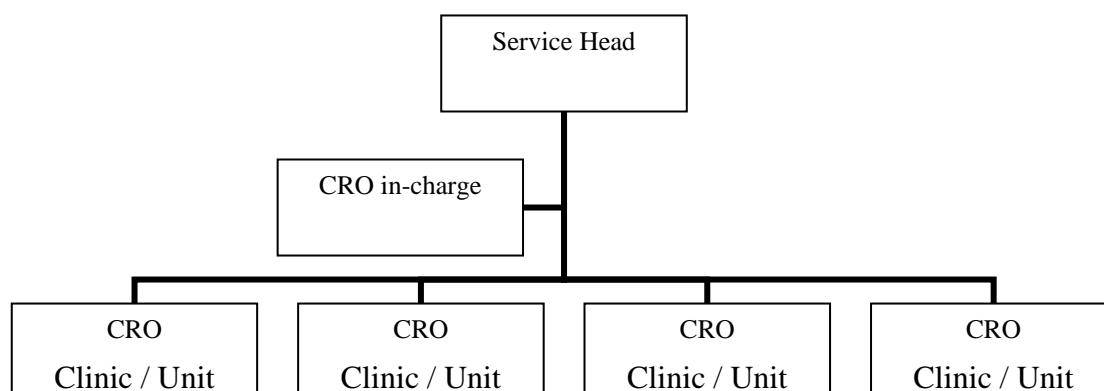 Service Head
CRO in-charge
CRO
Clinic / Unit
CRO
Clinic / Unit
CRO
Clinic / Unit
CRO
Clinic / Unit